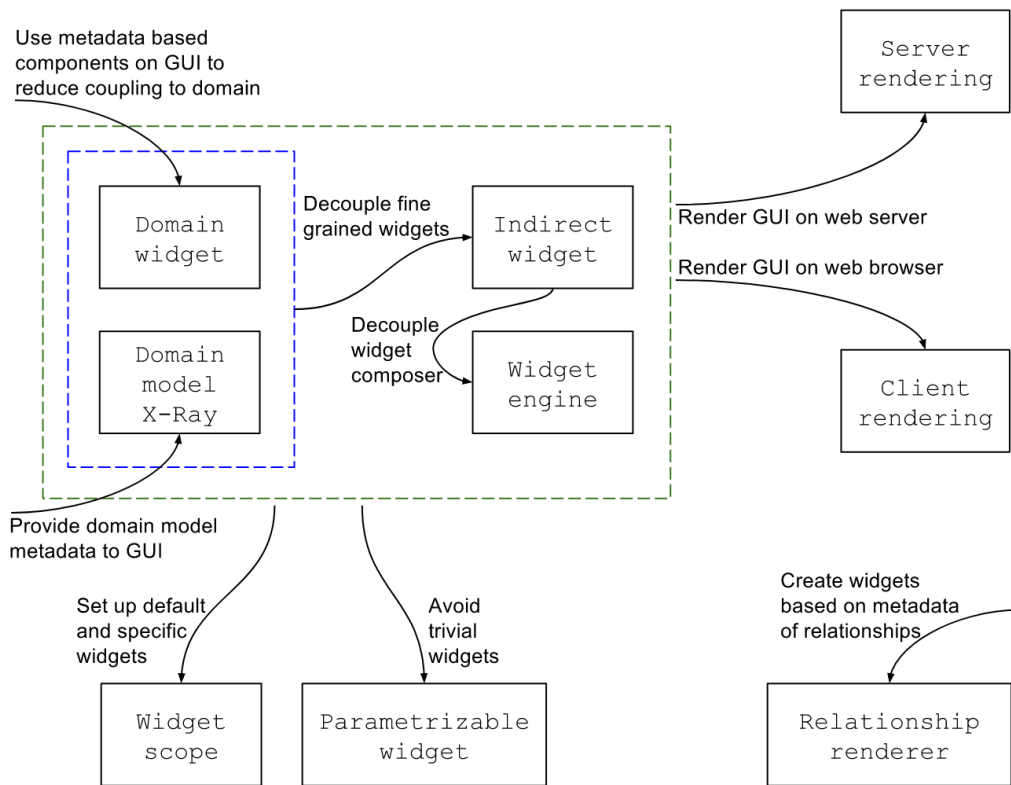 Use metadata based
components on GUI to
reduce coupling to domain
Server
rendering
Domain
widget
Decouple fine
grained widgets
Indirect
widget
Render GUI on web server
Render GUI on web browser
Domain
model
X-Ray
Decouple
widget
composer
Widget
engine
Client
rendering
Provide domain model
metadata to GUI
Set up default
and specific
widgets
Avoid
trivial
widgets
Create widgets
based on metadata
of relationships
Widget
scope
Parametrizable
widget
Relationship
renderer